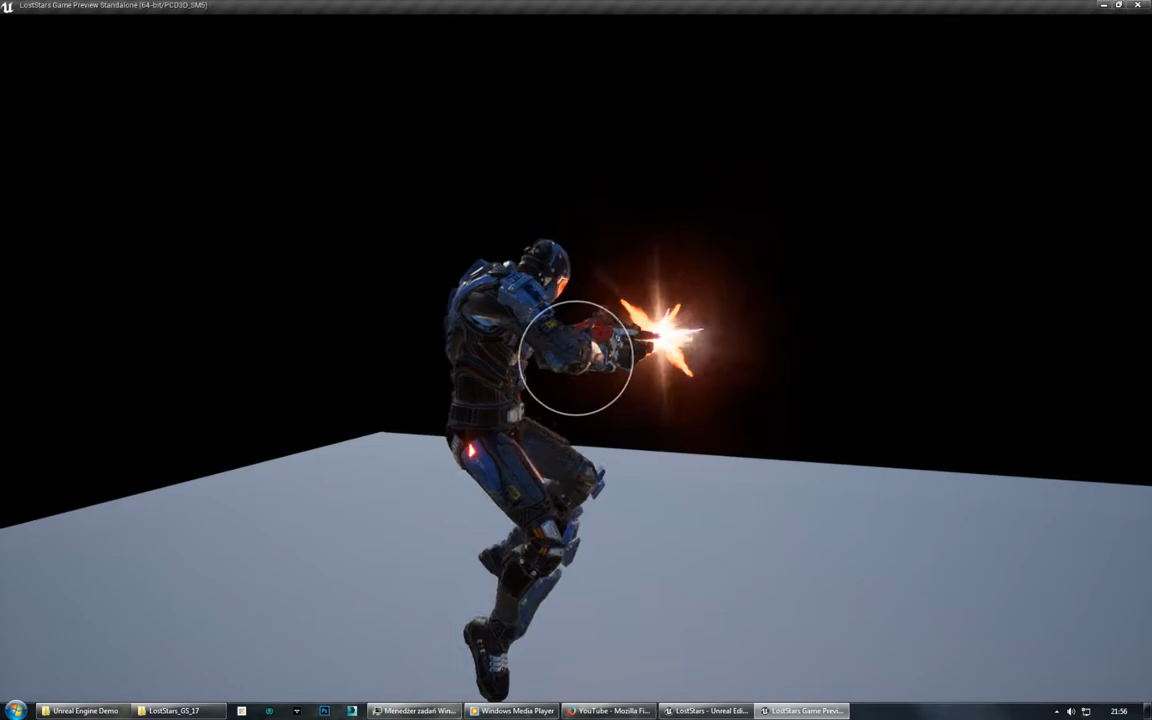 LostStars Game Preview Standalone (64-bit/PCD3D_SM5)
Unreal Engine Demo
LostStars_GS_17
Menedżer zadań Win...
Windows Media Player
YouTube - Mozilla Fi...
LostStars - Unreal Edi...
LostStars Game Previ...
21:56